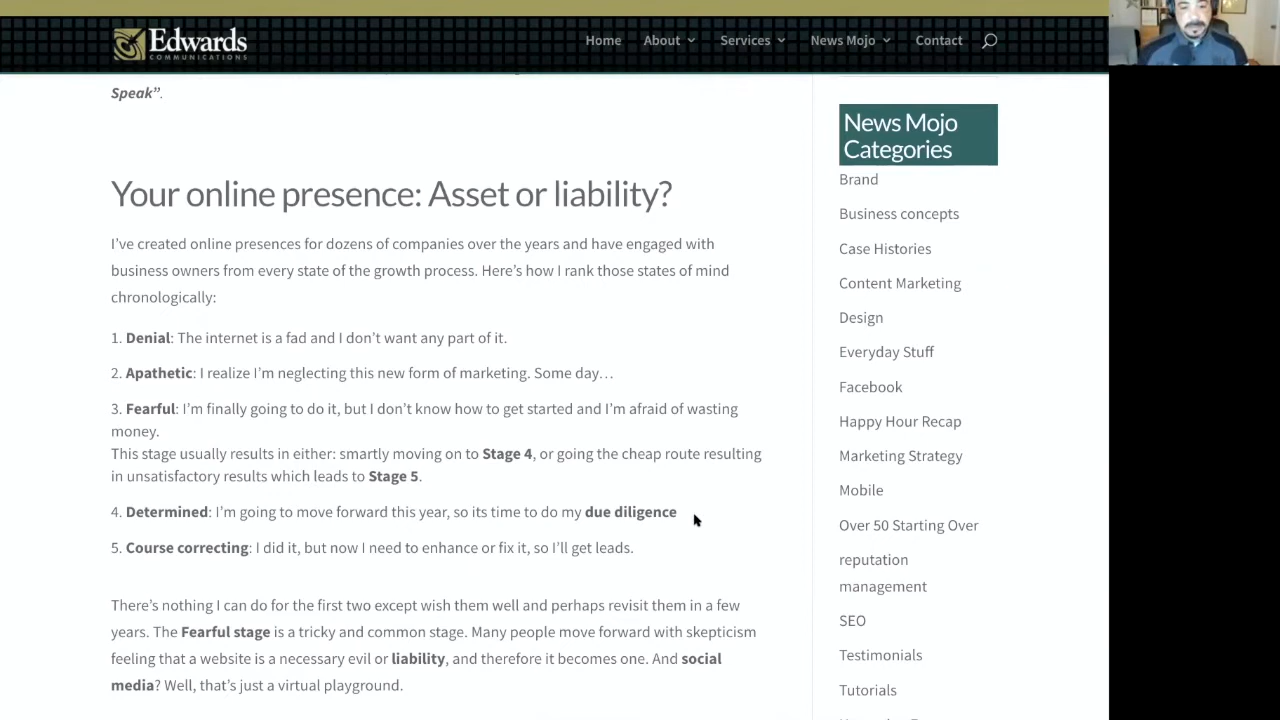 Edwards
COMMUNICATIONS
Home
About
Services
News Mojo
Contact
Speak”.
Your online presence: Asset or liability?
I’ve created online presences for dozens of companies over the years and have engaged with
business owners from every state of the growth process. Here’s how I rank those states of mind
chronologically:
1. Denial: The internet is a fad and I don’t want any part of it.
2. Apathetic: I realize I’m neglecting this new form of marketing. Some day…
3. Fearful: I’m finally going to do it, but I don’t know how to get started and I’m afraid of wasting
money.
This stage usually results in either: smartly moving on to Stage 4, or going the cheap route resulting
in unsatisfactory results which leads to Stage 5.
4. Determined: I’m going to move forward this year, so its time to do my due diligence
5. Course correcting: I did it, but now I need to enhance or fix it, so I’ll get leads.
There’s nothing I can do for the first two except wish them well and perhaps revisit them in a few
years. The Fearful stage is a tricky and common stage. Many people move forward with skepticism
feeling that a website is a necessary evil or liability, and therefore it becomes one. And social
media? Well, that’s just a virtual playground.
News Mojo
Categories
Brand
Business concepts
Case Histories
Content Marketing
Design
Everyday Stuff
Facebook
Happy Hour Recap
Marketing Strategy
Mobile
Over 50 Starting Over
reputation
management
SEO
Testimonials
Tutorials